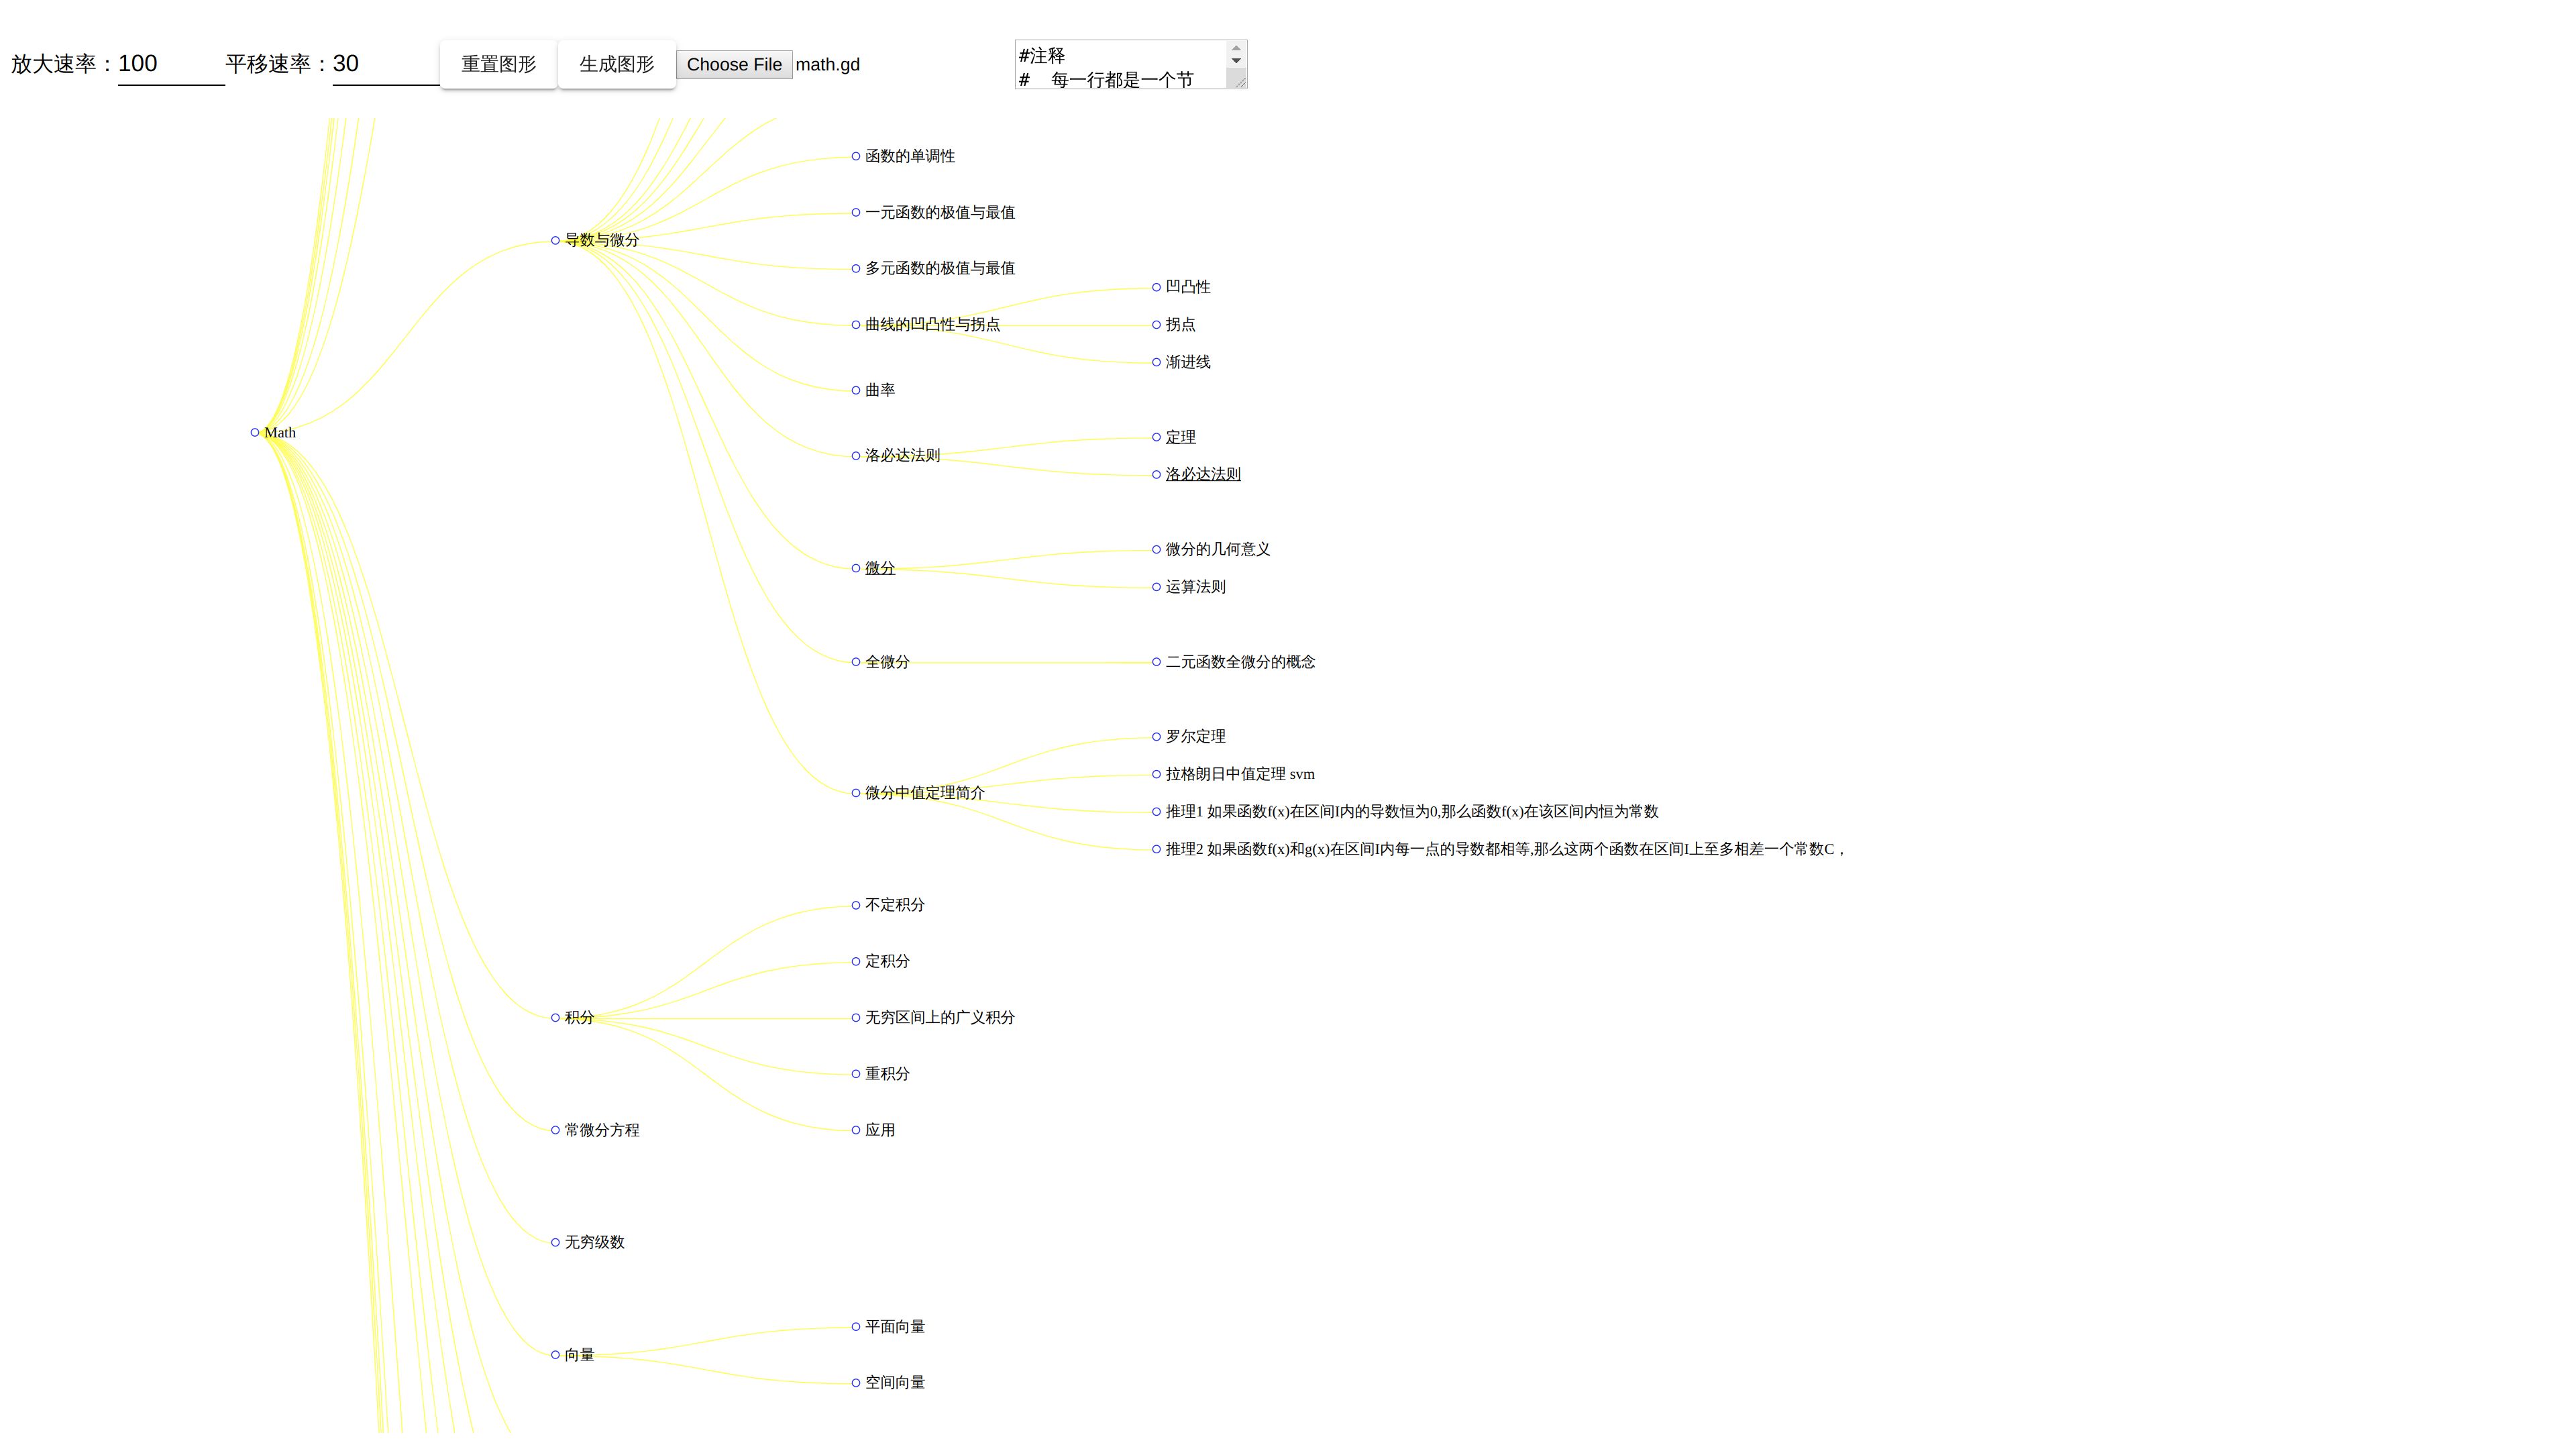 放大速率：100 平移速率：30 重置图形 生成图形 Choose File math.gd
#注释
# 每一行都是一个节
函数的单调性
一元函数的极值与最值
导数与微分
多元函数的极值与最值
凹凸性
曲线的凹凸性与拐点
拐点
渐进线
曲率
Math
定理
洛必达法则
洛必达法则
微分的几何意义
微分
运算法则
全微分
二元函数全微分的概念
罗尔定理
拉格朗日中值定理 svm
微分中值定理简介
推理1 如果函数f(x)在区间I内的导数恒为0,那么函数f(x)在该区间内恒为常数
推理2 如果函数f(x)和g(x)在区间I内每一点的导数都相等,那么这两个函数在区间I上至多相差一个常数C，
不定积分
定积分
积分
无穷区间上的广义积分
重积分
常微分方程
应用
无穷级数
平面向量
向量
空间向量